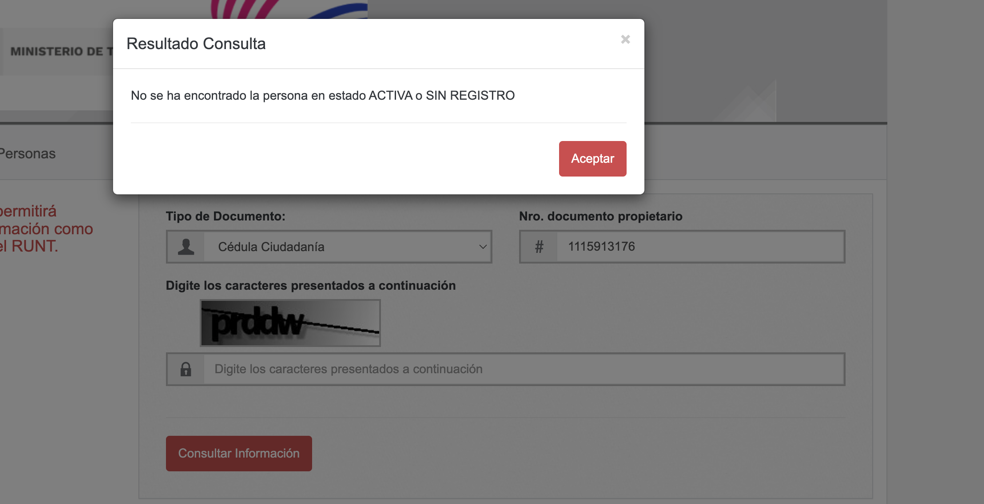 MINISTERIO DE T
Resultado Consulta
×
No se ha encontrado la persona en estado ACTIVA o SIN REGISTRO
Aceptar
Personas
permitirá
mación como
el RUNT.
Tipo de Documento:
Cédula Ciudadanía
Nro. documento propietario
#
1115913176
Digite los caracteres presentados a continuación
prddw
Digite los caracteres presentados a continuación
Consultar Información